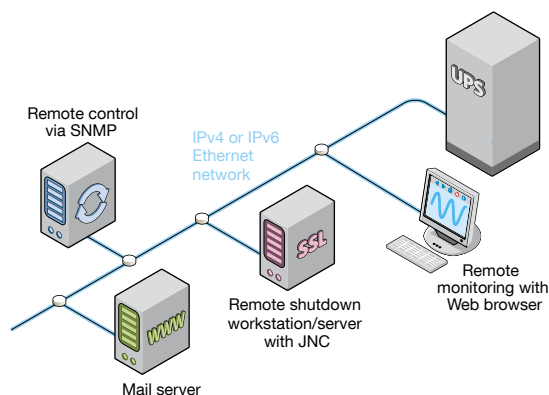 UPS
Remote control
via SNMP
IPv4 or IPv6
Ethernet
network
SSL
Remote
monitoring with
Web browser
Remote shutdown
workstation/server
with JNC
WWW
Mail server